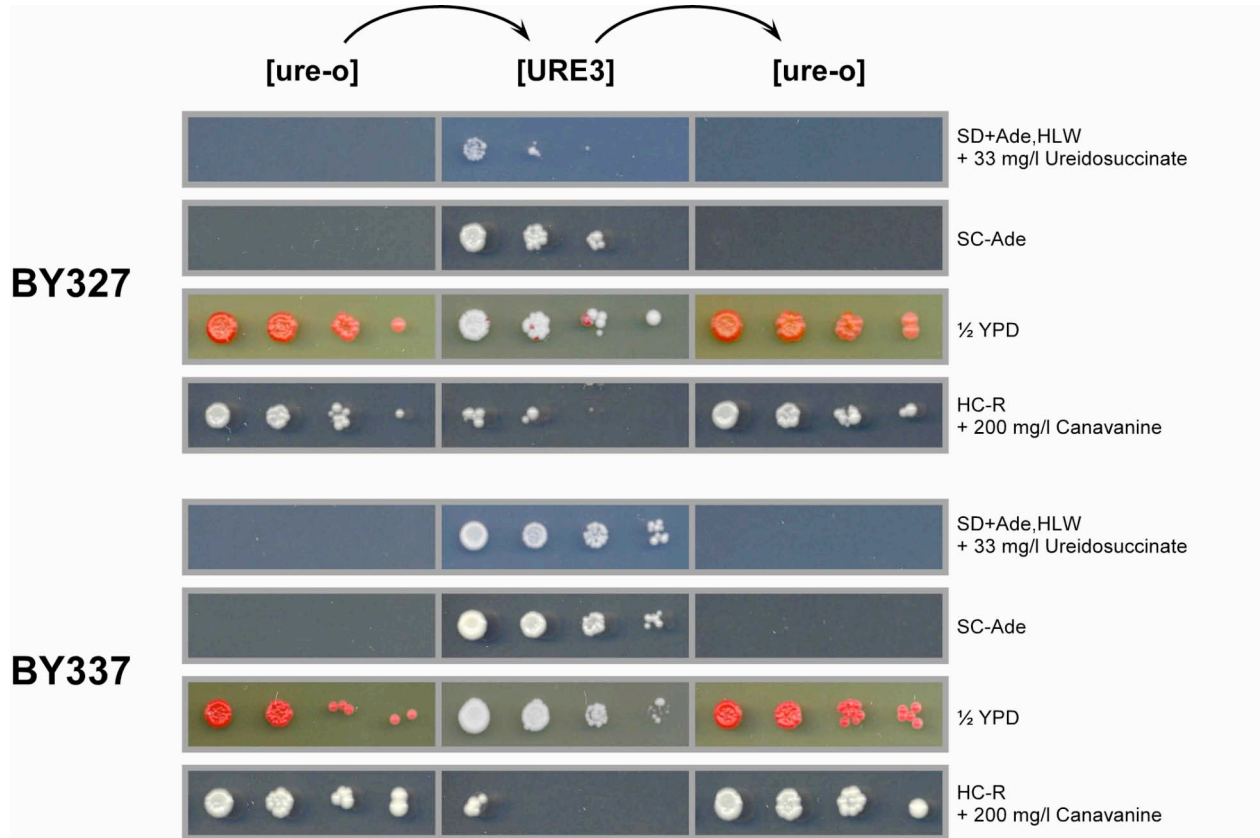 [ure-o] [URE3] [ure-o]
SD+Ade,HLW
+ 33 mg/l Ureidosuccinate
SC-Ade
BY327
½ YPD
HC-R
+ 200 mg/l Canavanine
SD+Ade,HLW
+ 33 mg/l Ureidosuccinate
SC-Ade
BY337
½ YPD
HC-R
+ 200 mg/l Canavanine